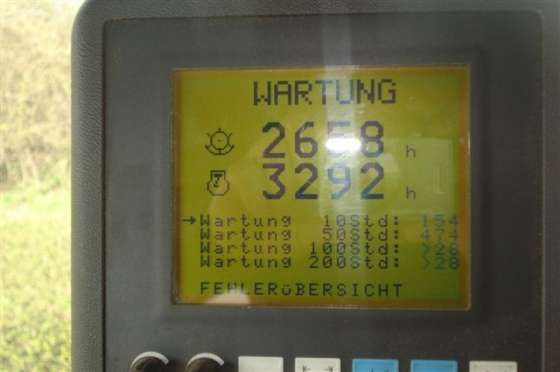 WARTUNG
2658 h
3292 h
→Wartung 10Std: 154
Wartung 50Std: 474
Wartung 100Std: >26
Wartung 200Std: >28
FEHLERÜBERSICHT